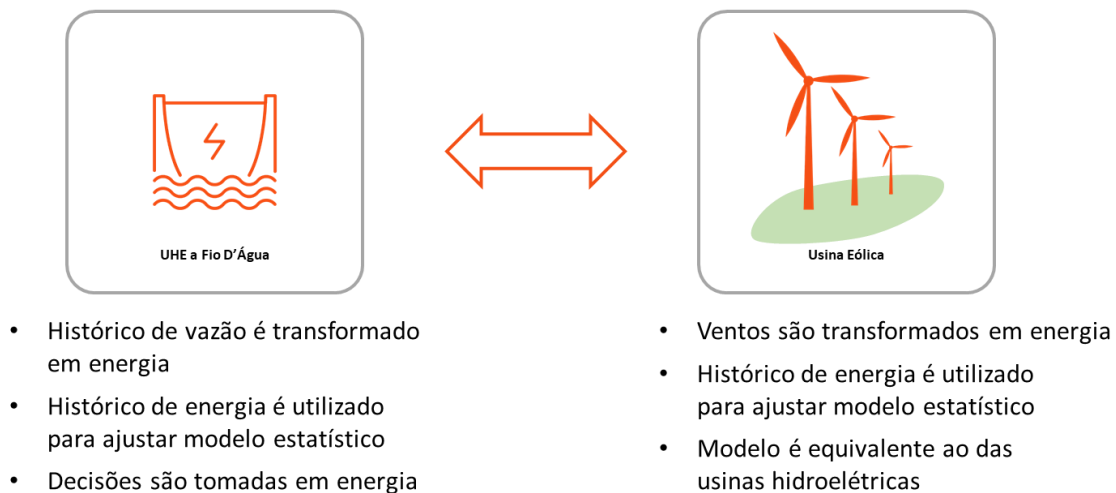 UHE a Fio D'Água
Usina Eólica
• Histórico de vazão é transformado
em energia
• Histórico de energia é utilizado
para ajustar modelo estatístico
• Decisões são tomadas em energia
• Ventos são transformados em energia
• Histórico de energia é utilizado
para ajustar modelo estatístico
• Modelo é equivalente ao das
usinas hidroelétricas